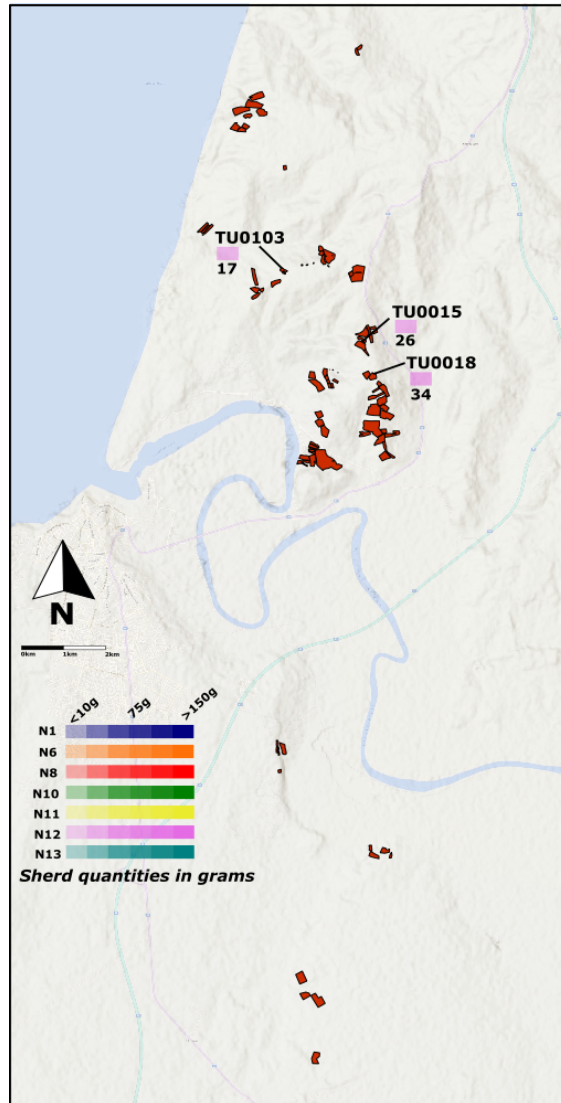 TU0103
17
TU0015
26
TU0018
34
N
0km 1km 2km
<10g 75g >150g
N1
N6
N8
N10
N11
N12
N13
Sherd quantities in grams